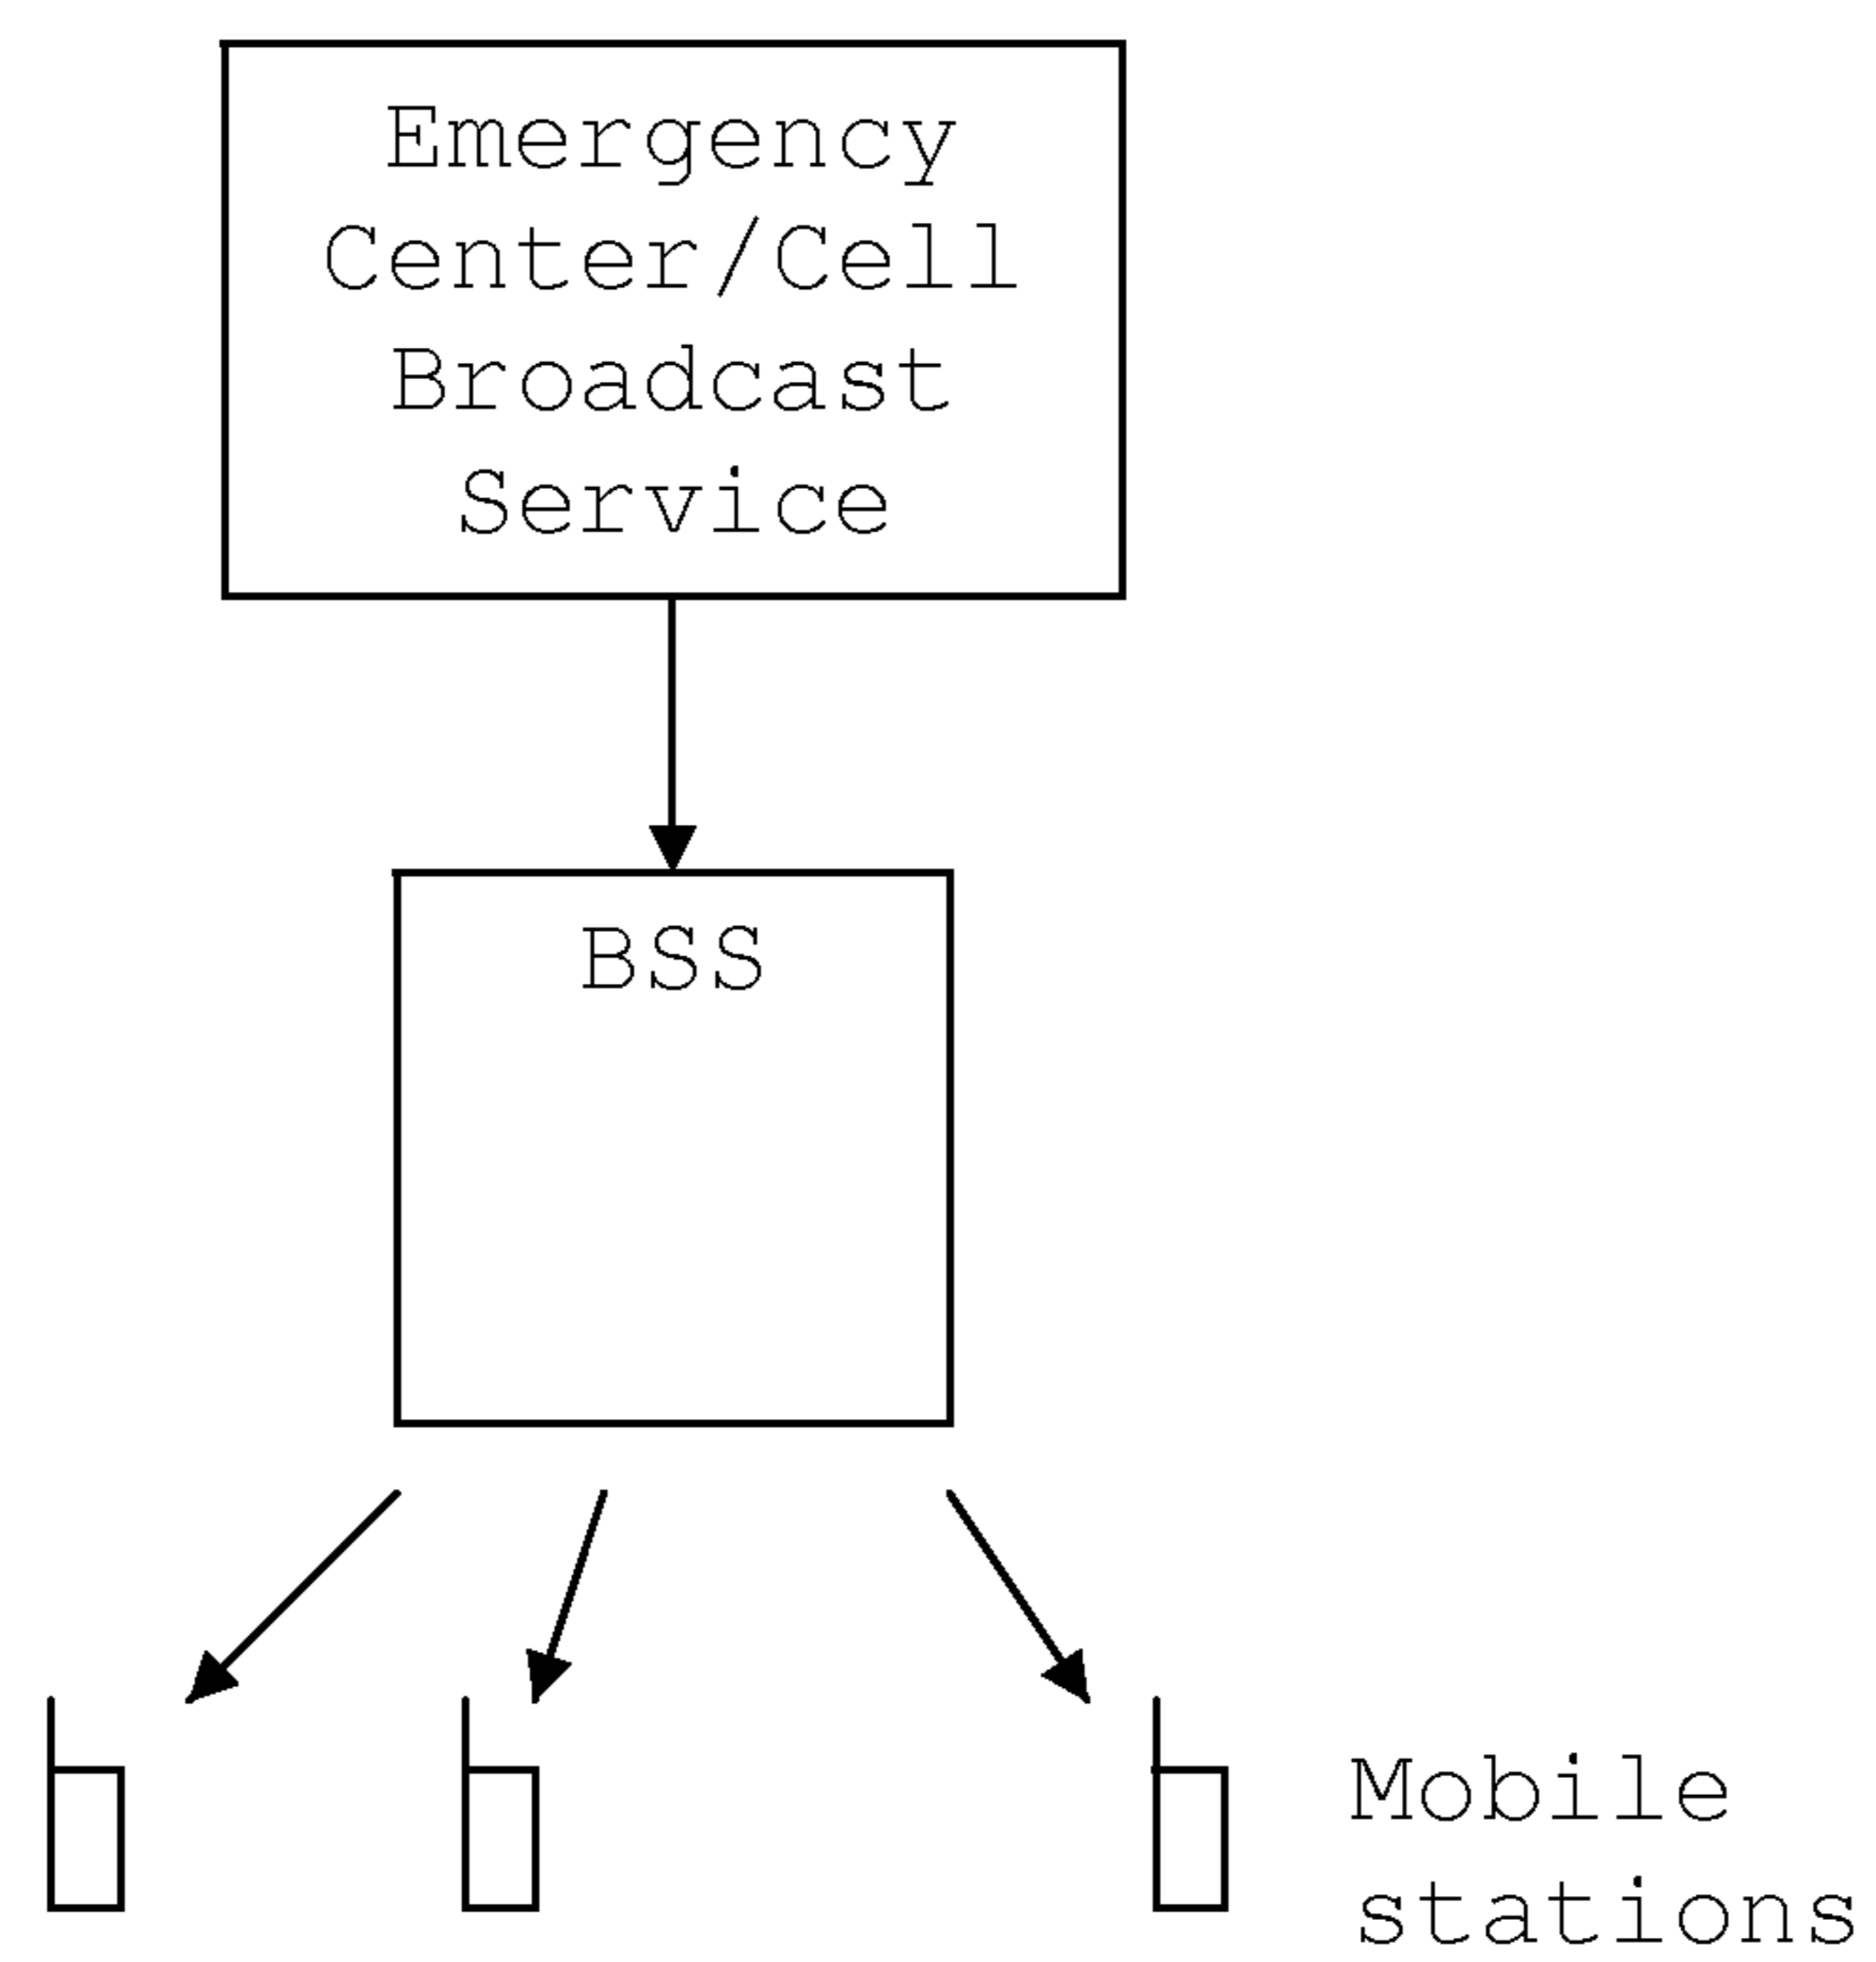 Emergency
Center/Cell
Broadcast
Service
BSS
Mobile
stations